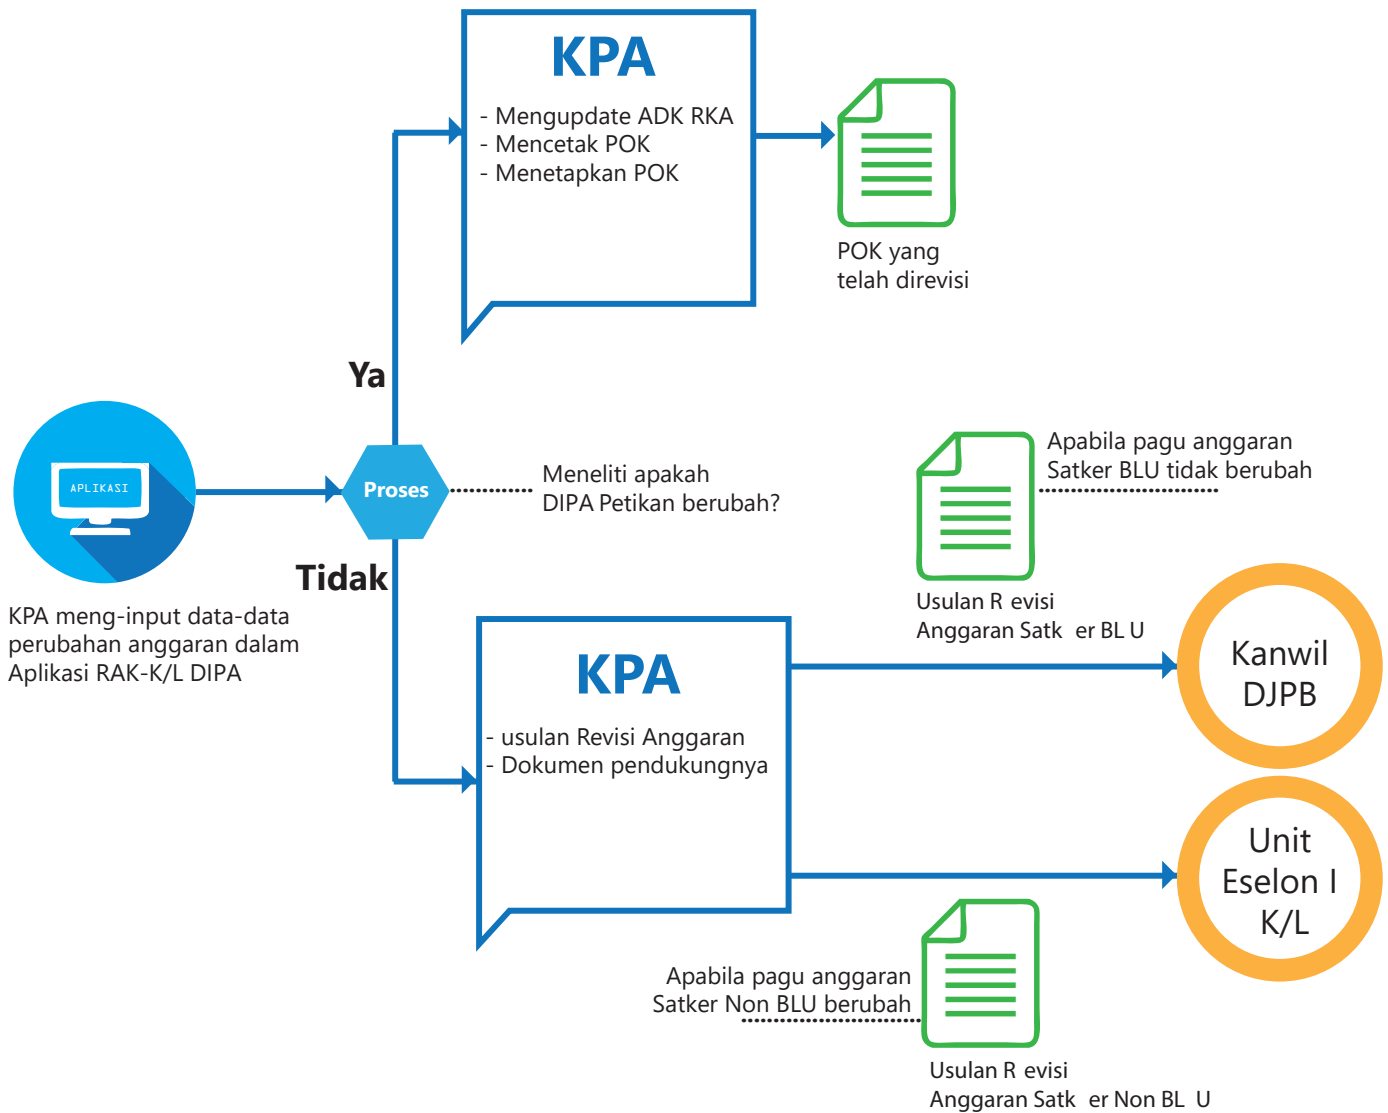 KPA
- Mengupdate ADK RKA
- Mencetak POK
- Menetapkan POK
POK yang
telah direvisi
Ya
APLIKASI
Proses
Meneliti apakah
DIPA Petikan berubah?
Tidak
KPA meng-input data-data
perubahan anggaran dalam
Aplikasi RAK-K/L DIPA
Apabila pagu anggaran
Satker BLU tidak berubah
Usulan R evisi
Anggaran Satk er BL U
KPA
- usulan Revisi Anggaran
- Dokumen pendukungnya
Kanwil
DJPB
Unit
Eselon I
K/L
Apabila pagu anggaran
Satker Non BLU berubah
Usulan R evisi
Anggaran Satk er Non BL U